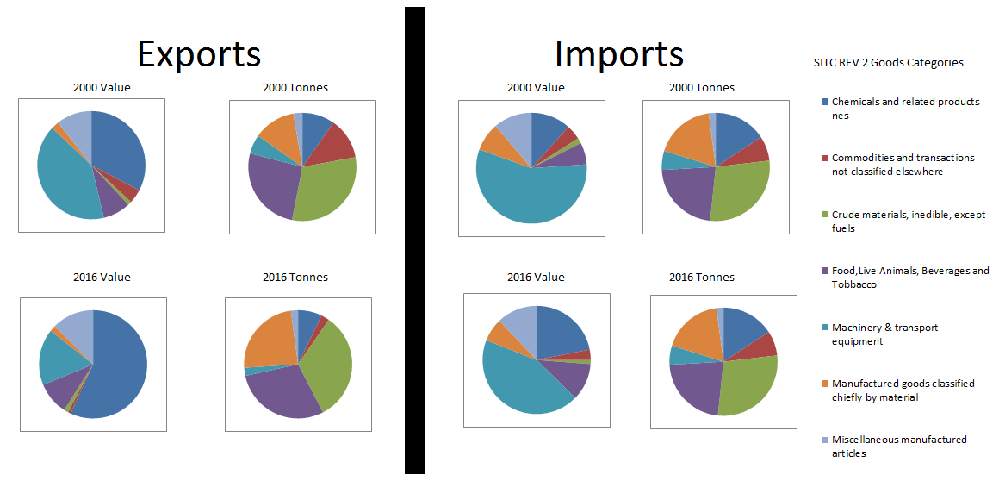 Exports
2000 Value
2000 Tonnes
2016 Value
2016 Tonnes
Imports
2000 Value
2000 Tonnes
2016 Value
2016 Tonnes
SITC REV 2 Goods Categories
Chemicals and related products
nes
Commodities and transactions
not classified elsewhere
Crude materials, inedible, except
fuels
Food,Live Animals, Beverages and
Tobbacco
Machinery & transport
equipment
Manufactured goods classified
chiefly by material
Miscellaneous manufactured
articles